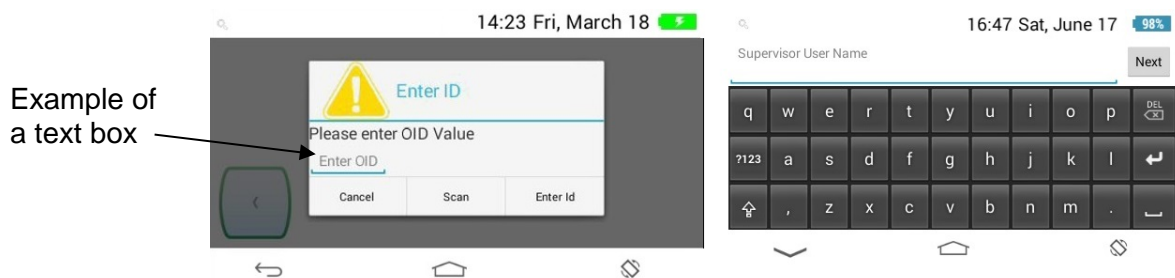 Example of
a text box
14:23 Fri, March 18
Enter ID
Please enter OID Value
Enter OID
Cancel Scan Enter Id
16:47 Sat, June 17 98%
Supervisor User Name
Next
q w e r t y u i o p DEL
?123 a s d f g h j k l
, z x c v b n m .